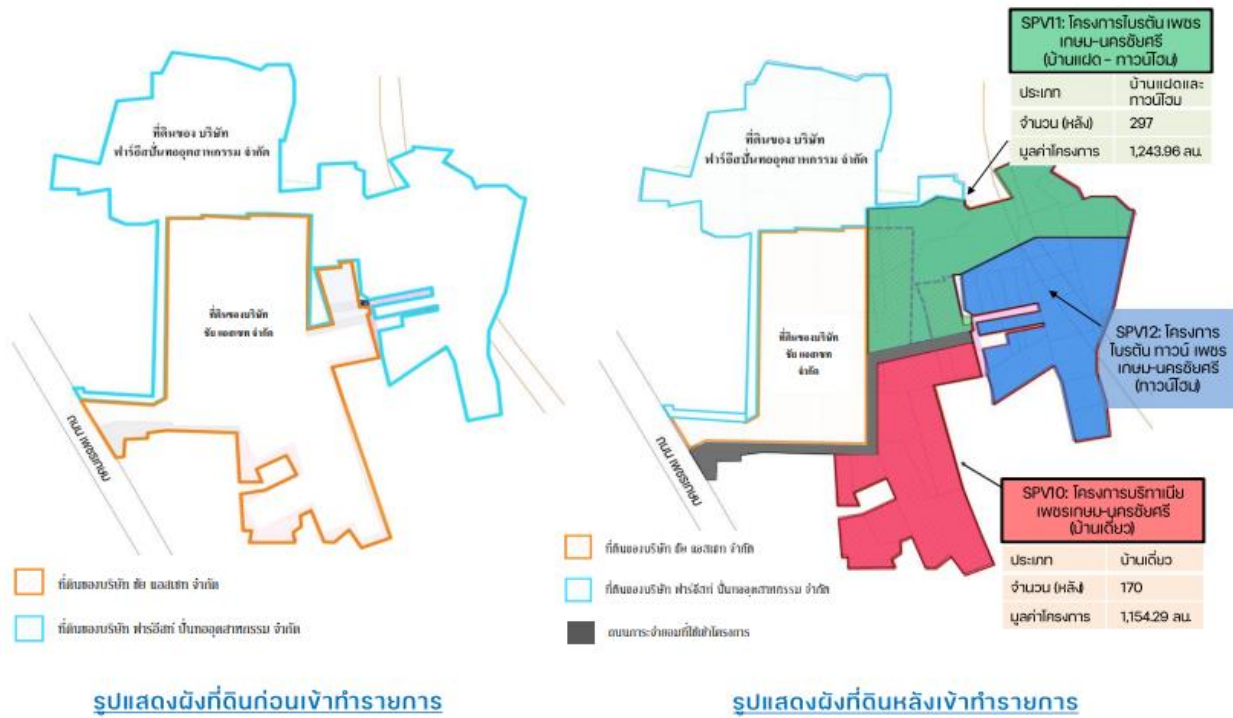 ที่ดินของ บริษัท
ฟาร์อีสปั่นทออุตสาหกรรม จำกัด
ที่ดินของบริษัท
ชัย แอสเซท จำกัด
ถนน เพชรเกษม
ที่ดินของบริษัท ชัย แอสเซท จำกัด
ที่ดินของบริษัท ฟาร์อีสท์ ปั่นทออุตสาหกรรม จำกัด
รูปแสดงผังที่ดินก่อนเข้าทำรายการ
SPV11: โครงการไบรตัน เพชร
เกษม-นครชัยศรี
(บ้านแฝด - ทาวน์โฮม)
ประเภท บ้านแฝดและ
ทาวน์โฮม
จำนวน (หลัง) 297
มูลค่าโครงการ 1,243.96 ลบ.
ที่ดินของ บริษัท
ฟาร์อีสปั่นทออุตสาหกรรม จำกัด
ที่ดินของบริษัท
ชัย แอสเซท
จำกัด
SPV12: โครงการ
ไบรตัน ทาวน์ เพชร
เกษม-นครชัยศรี
(ทาวน์โฮม)
ถนน เพชรเกษม
SPV10: โครงการบริทาเนีย
เพชรเกษม-นครชัยศรี
(บ้านเดี่ยว)
ประเภท บ้านเดี่ยว
จำนวน (หลัง) 170
มูลค่าโครงการ 1,154.29 ลบ.
ที่ดินของบริษัท ชัย แอสเซท จำกัด
ที่ดินของบริษัท ฟาร์อีสท์ ปั่นทออุตสาหกรรม จำกัด
ถนนภาระจำยอมที่ใช้เข้าโครงการ
รูปแสดงผังที่ดินหลังเข้าทำรายการ